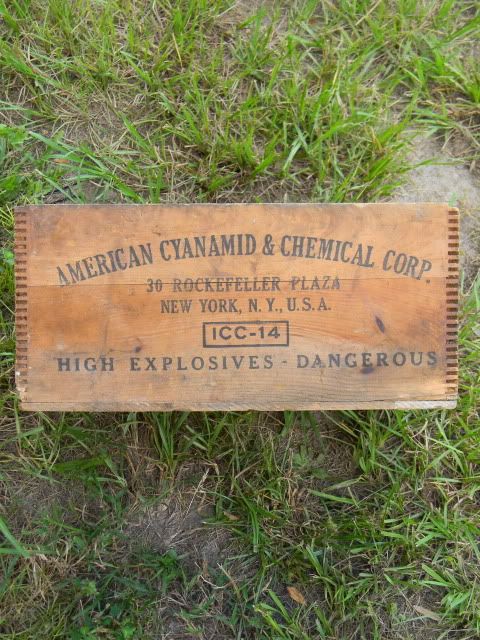 AMERICAN CYANAMID & CHEMICAL CORP.
30 ROCKEFELLER PLAZA
NEW YORK, N.Y., U.S.A.
ICC-14
HIGH EXPLOSIVES - DANGEROUS